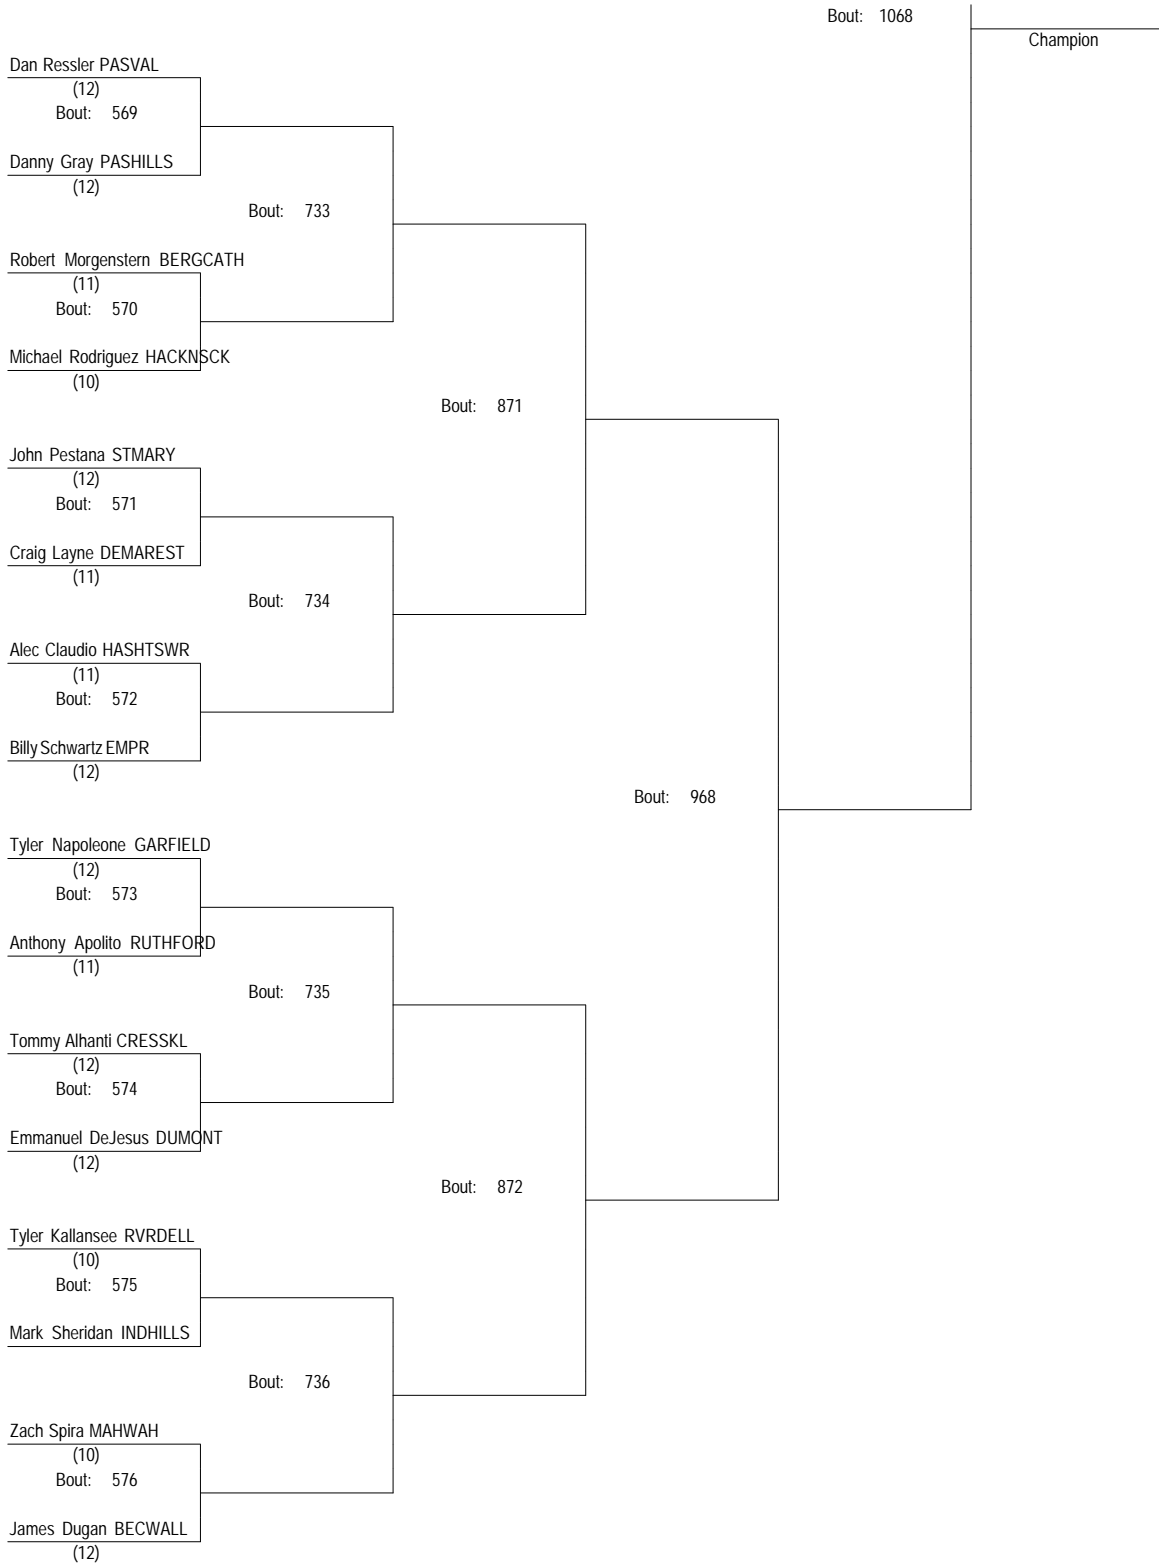 Bout: 1068
Champion
Dan Ressler PASVAL
(12)
Bout: 569
Danny Gray PASHILLS
(12)
Bout: 733
Robert Morgenstern BERGCATH
(11)
Bout: 570
Michael Rodriguez HACKNSCK
(10)
Bout: 871
John Pestana STMARY
(12)
Bout: 571
Craig Layne DEMAREST
(11)
Bout: 734
Alec Claudio HASHTSWR
(11)
Bout: 572
Billy Schwartz EMPR
(12)
Bout: 968
Tyler Napoleone GARFIELD
(12)
Bout: 573
Anthony Apolito RUTHFORD
(11)
Bout: 735
Tommy Alhanti CRESSKL
(12)
Bout: 574
Emmanuel DeJesus DUMONT
(12)
Bout: 872
Tyler Kallansee RVRDELL
(10)
Bout: 575
Mark Sheridan INDHILLS
Bout: 736
Zach Spira MAHWAH
(10)
Bout: 576
James Dugan BECWALL
(12)